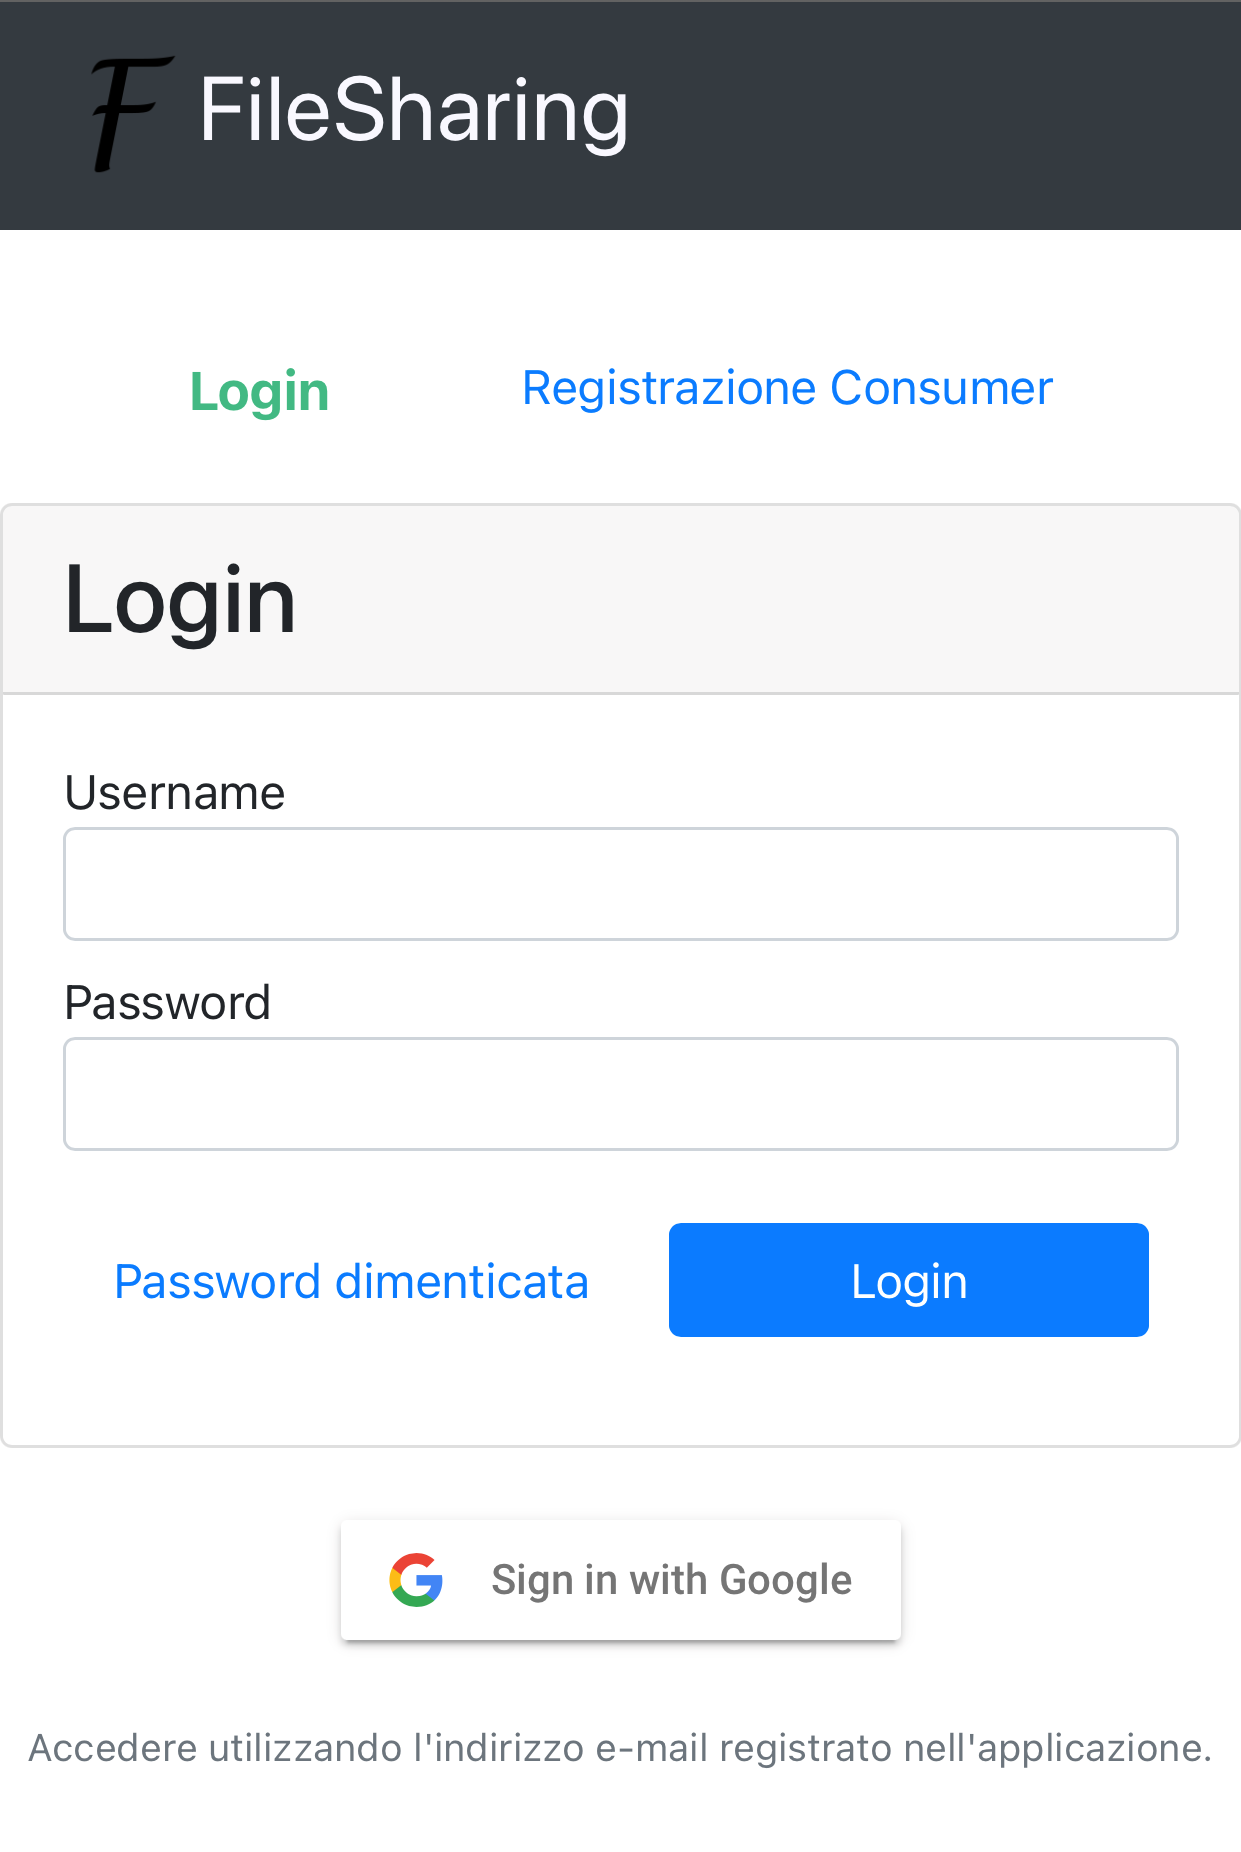 F FileSharing
Login Registrazione Consumer
Login
Username
Password
Password dimenticata Login
Sign in with Google
Accedere utilizzando l'indirizzo e-mail registrato nell'applicazione.